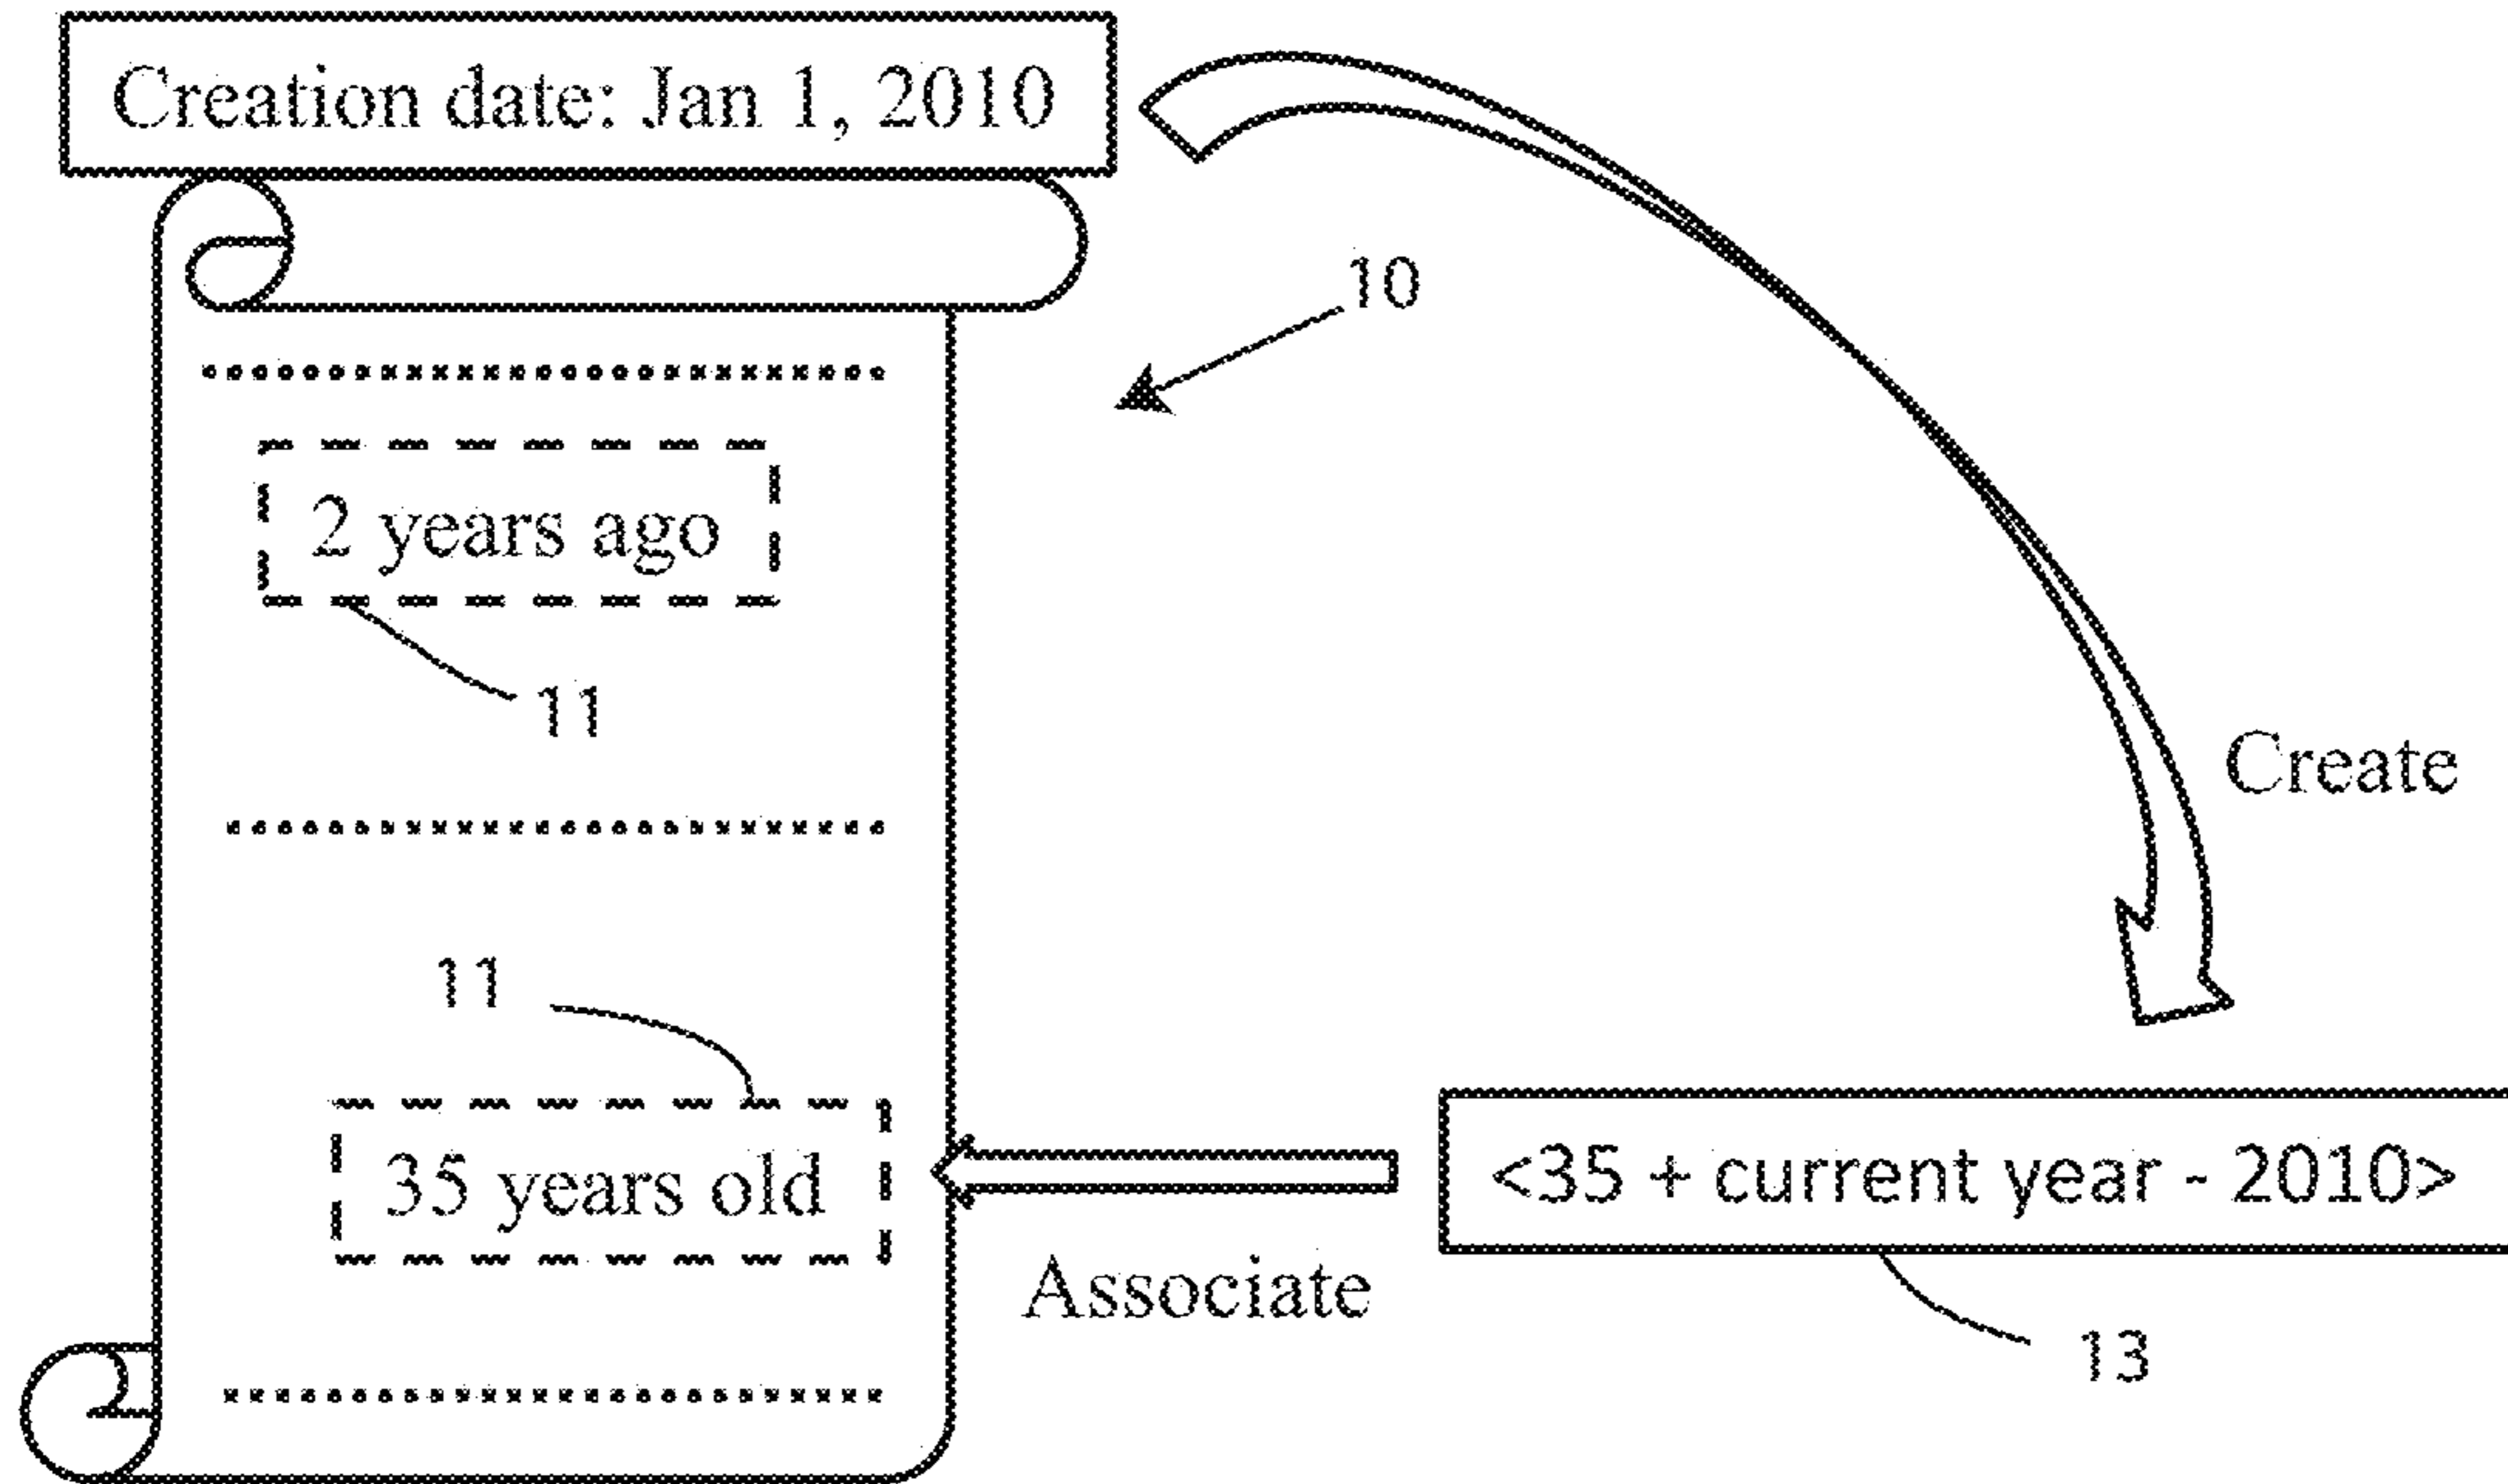 Creation date: Jan 1, 2010
10
2 years ago
11
Create
11
35 years old
<35 + current year - 2010>
Associate
13